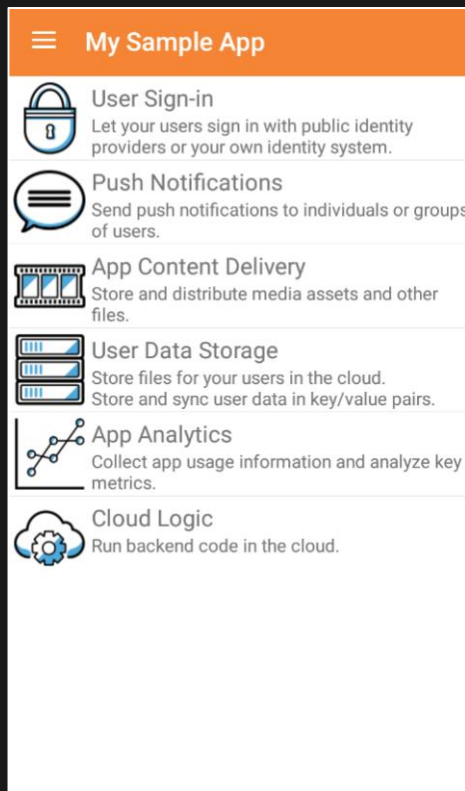 My Sample App
User Sign-in
Let your users sign in with public identity
providers or your own identity system.
Push Notifications
Send push notifications to individuals or groups
of users.
App Content Delivery
Store and distribute media assets and other
files.
User Data Storage
Store files for your users in the cloud.
Store and sync user data in key/value pairs.
App Analytics
Collect app usage information and analyze key
metrics.
Cloud Logic
Run backend code in the cloud.